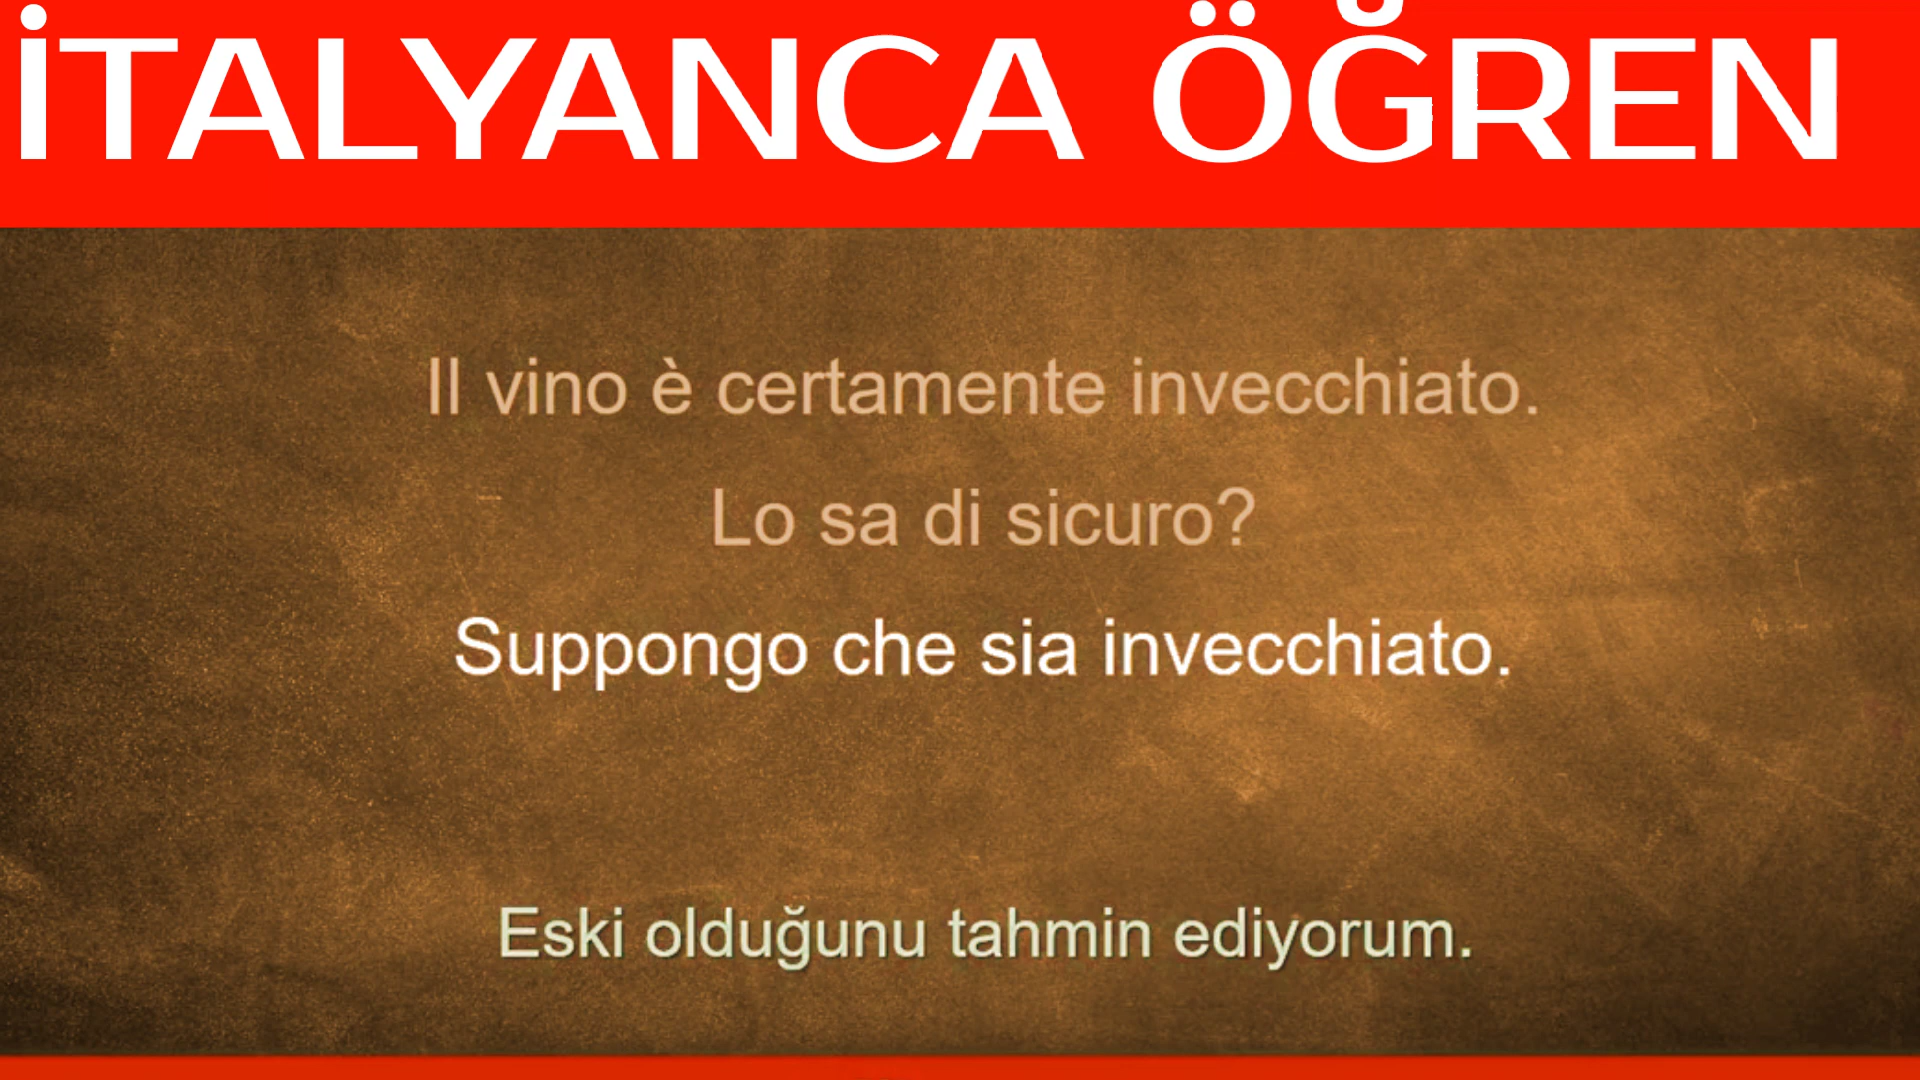 İTALYANCA ÖĞREN
Il vino è certamente invecchiato.
Lo sa di sicuro?
Suppongo che sia invecchiato.
Eski olduğunu tahmin ediyorum.